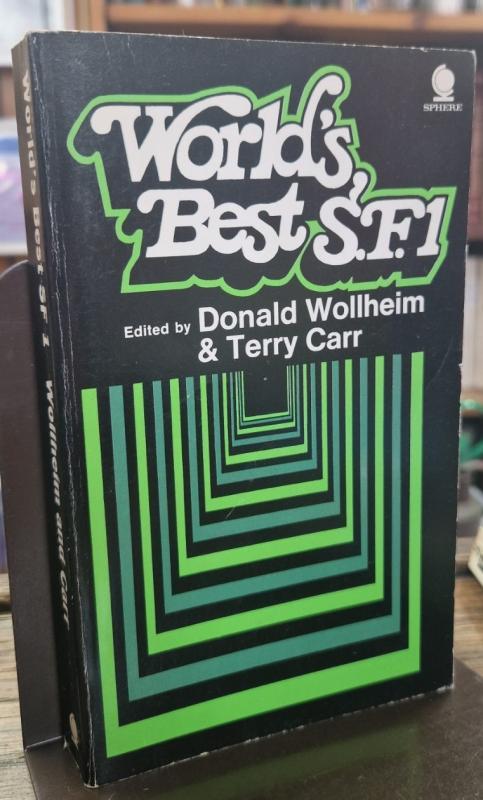 SPHERE
World's
Best S.F.1
Edited by Donald Wollheim
& Terry Carr
World's Best SF 1 Wollheim and Carr